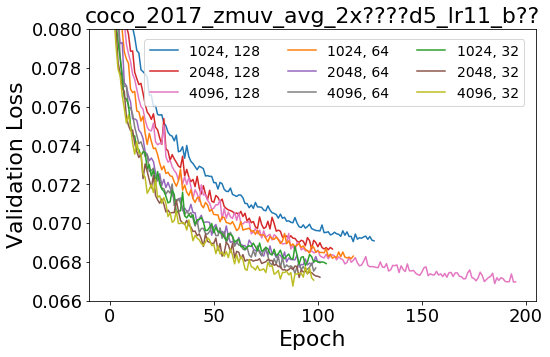 coco_2017_zmuv_avg_2x????d5_lr11_b??
Validation Loss
0.080
0.078
0.076
0.074
0.072
0.070
0.068
0.066
1024, 128 1024, 64 1024, 32
2048, 128 2048, 64 2048, 32
4096, 128 4096, 64 4096, 32
0 50 100 150 200
Epoch